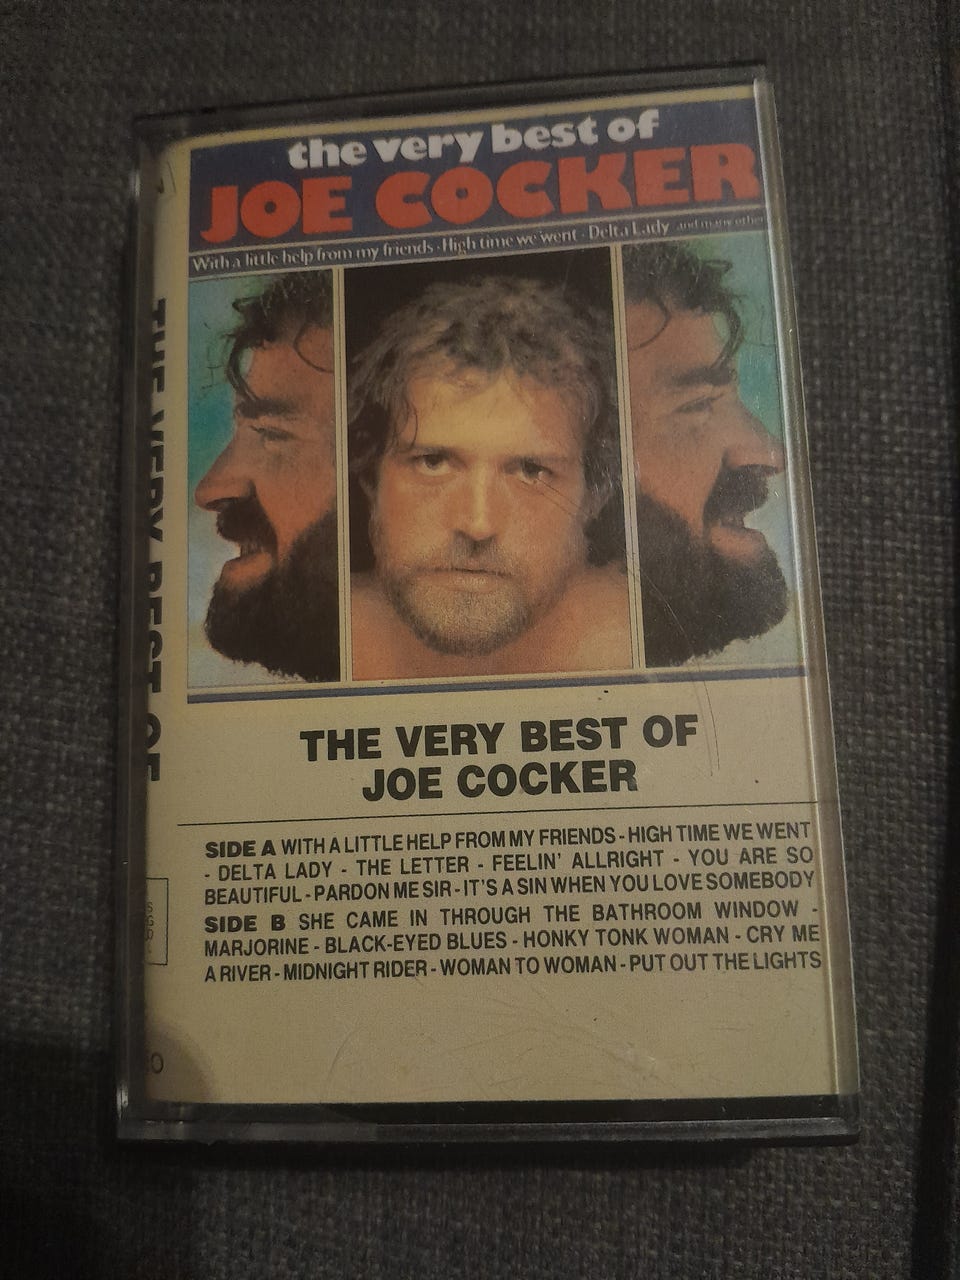 the very best of
JOE COCKER
With a little help from my friends · High time we went · Delta Lady and many other
THE VERY BEST OF
THE VERY BEST OF
JOE COCKER
SIDE A WITH A LITTLE HELP FROM MY FRIENDS - HIGH TIME WE WENT
- DELTA LADY - THE LETTER - FEELIN' ALLRIGHT - YOU ARE SO
BEAUTIFUL - PARDON ME SIR - IT'S A SIN WHEN YOU LOVE SOMEBODY
SIDE B SHE CAME IN THROUGH THE BATHROOM WINDOW -
MARJORINE - BLACK-EYED BLUES - HONKY TONK WOMAN - CRY ME
A RIVER - MIDNIGHT RIDER - WOMAN TO WOMAN - PUT OUT THE LIGHTS